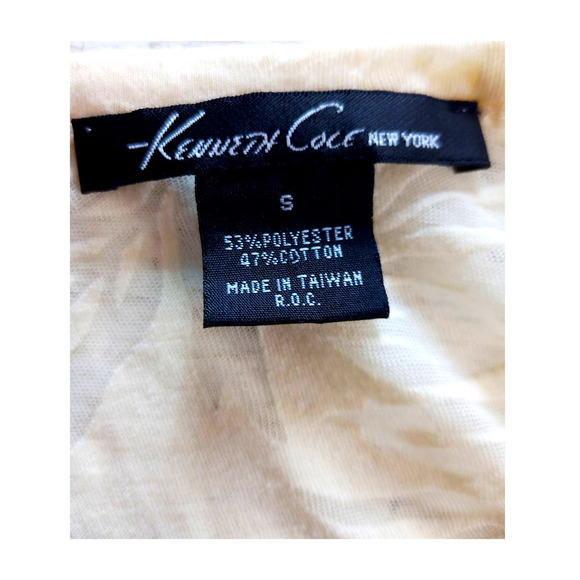 KENNETH COLE NEW YORK
S
53%POLYESTER
47%COTTON
MADE IN TAIWAN
R.O.C.